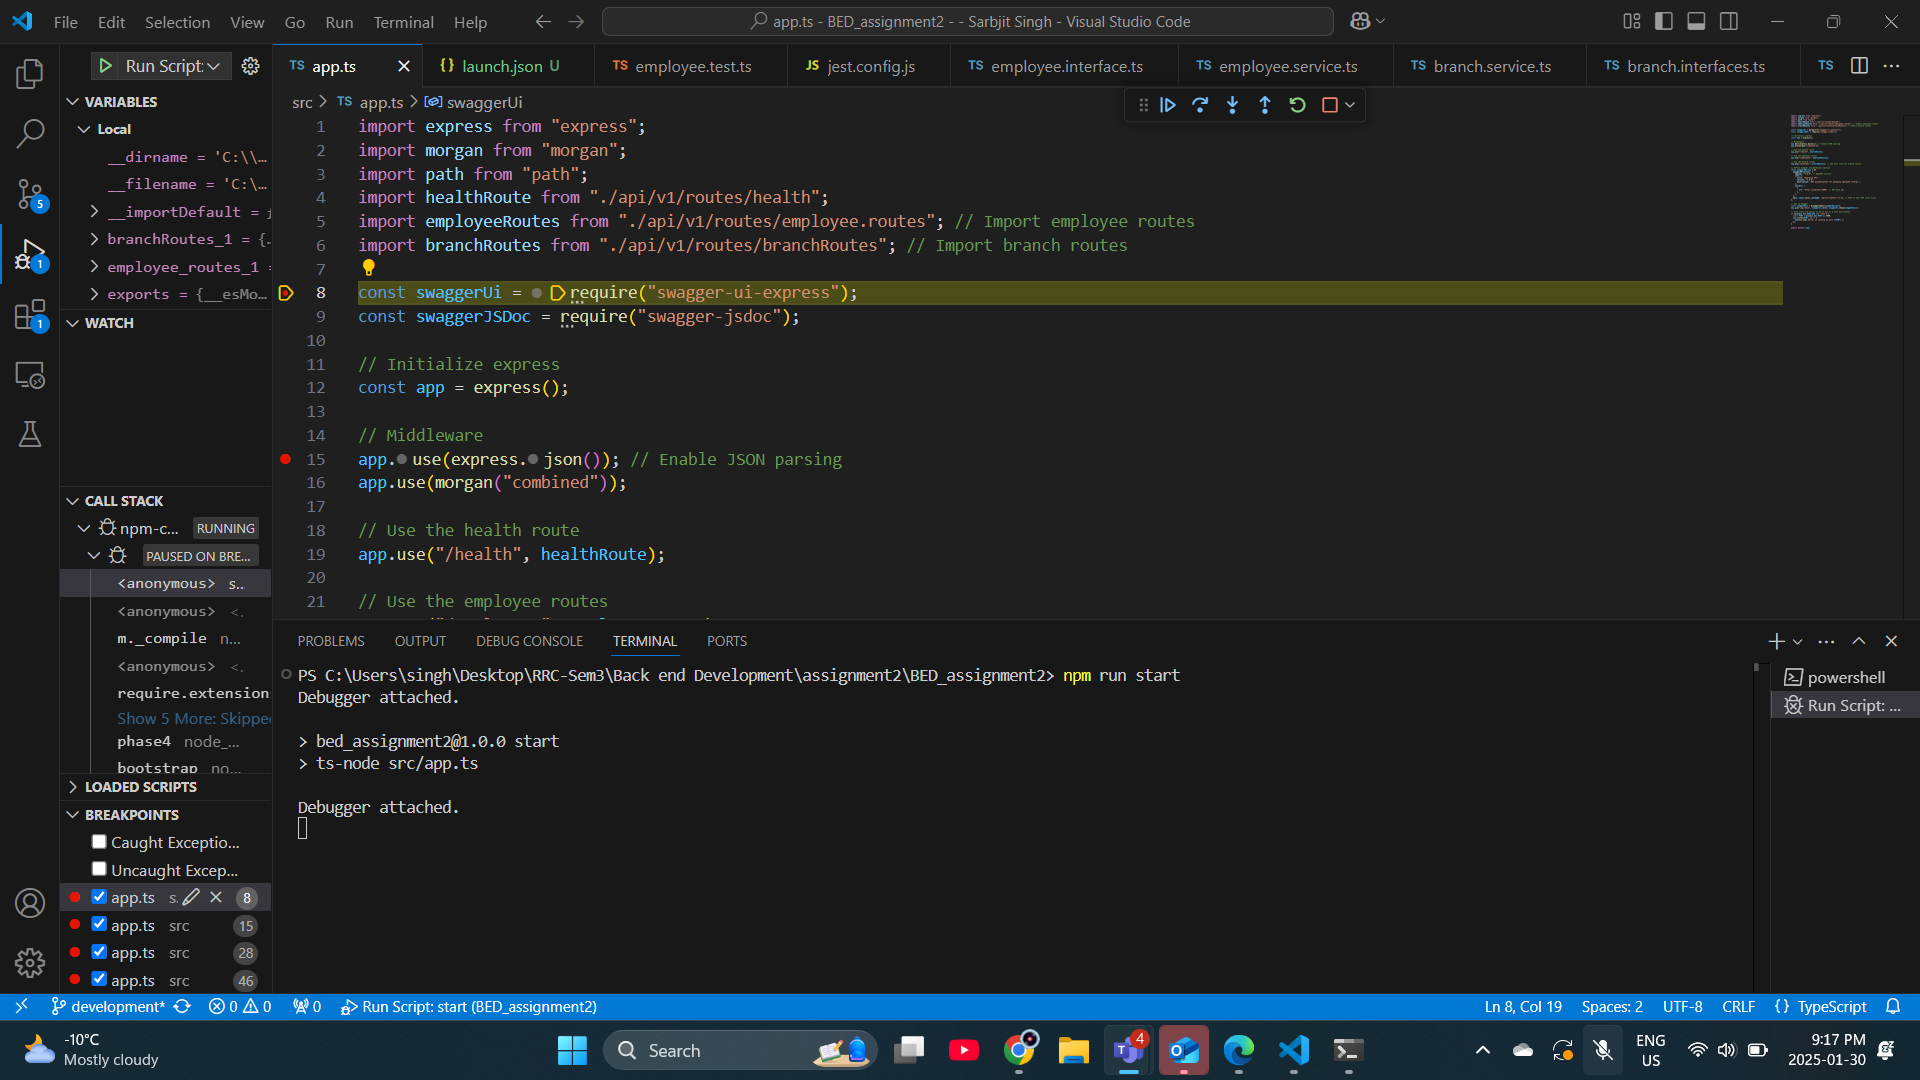 File Edit Selection View Go Run Terminal Help
app.ts - BED_assignment2 - - Sarbjit Singh - Visual Studio Code
Run Script:
TS app.ts
{} launch.json U
TS employee.test.ts
JS jest.config.js
TS employee.interface.ts
TS employee.service.ts
TS branch.service.ts
TS branch.interfaces.ts
TS
src > TS app.ts > swaggerUi
VARIABLES
Local
__dirname = 'C:\\...
__filename = 'C:\...
__importDefault = f
branchRoutes_1 = {...
employee_routes_1 =
exports = {__esMo...
WATCH
CALL STACK
npm-c... RUNNING
PAUSED ON BRE...
<anonymous> s...
<anonymous> <.
m._compile n...
<anonymous> <.
require.extension
Show 5 More: Skippe
phase4 node_...
bootstrap no...
LOADED SCRIPTS
BREAKPOINTS
Caught Exceptio...
Uncaught Excep...
app.ts s. 8
app.ts src 15
app.ts src 28
app.ts src 46
5
1
1
1 import express from "express";
2 import morgan from "morgan";
3 import path from "path";
4 import healthRoute from "./api/v1/routes/health";
5 import employeeRoutes from "./api/v1/routes/employee.routes"; // Import employee routes
6 import branchRoutes from "./api/v1/routes/branchRoutes"; // Import branch routes
7
8 const swaggerUi = require("swagger-ui-express");
9 const swaggerJSDoc = require("swagger-jsdoc");
10
11 // Initialize express
12 const app = express();
13
14 // Middleware
15 app.use(express.json()); // Enable JSON parsing
16 app.use(morgan("combined"));
17
18 // Use the health route
19 app.use("/health", healthRoute);
20
21 // Use the employee routes
PROBLEMS OUTPUT DEBUG CONSOLE TERMINAL PORTS
PS C:\Users\singh\Desktop\RRC-Sem3\Back end Development\assignment2\BED_assignment2> npm run start
Debugger attached.
> bed_assignment2@1.0.0 start
> ts-node src/app.ts
Debugger attached.
powershell
Run Script: ...
development* 0 0 0 Run Script: start (BED_assignment2)
Ln 8, Col 19 Spaces: 2 UTF-8 CRLF {} TypeScript
-10°C
Mostly cloudy
Search
4
ENG
US
9:17 PM
2025-01-30